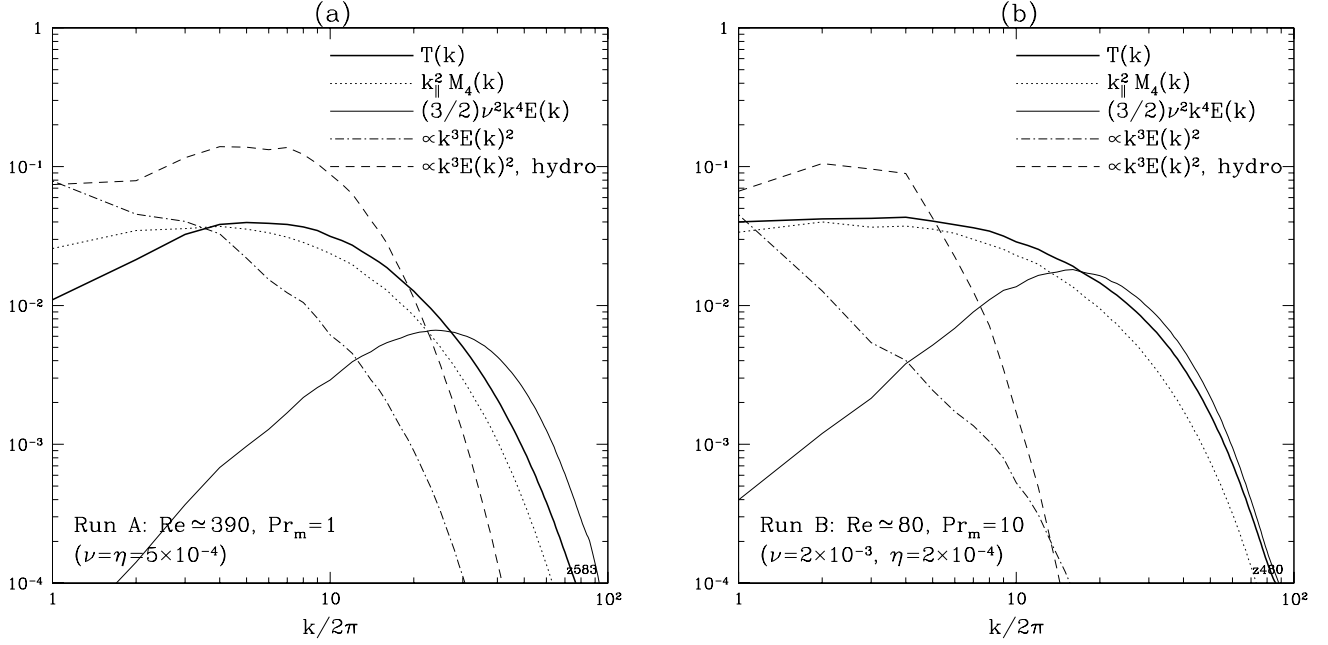 (a)
1
10⁻¹
10⁻²
10⁻³
10⁻⁴
T(k)
k∥² M₄(k)
(3/2)ν²k⁴E(k)
∝k³E(k)²
∝k³E(k)², hydro
Run A: Re≃390, Prₘ=1
(ν=η=5×10⁻⁴)
z583
1
10
10²
k/2π
(b)
1
10⁻¹
10⁻²
10⁻³
10⁻⁴
T(k)
k∥² M₄(k)
(3/2)ν²k⁴E(k)
∝k³E(k)²
∝k³E(k)², hydro
Run B: Re≃80, Prₘ=10
(ν=2×10⁻³, η=2×10⁻⁴)
z480
1
10
10²
k/2π